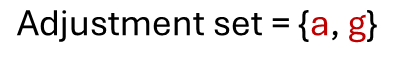 Adjustment set = {a, g}